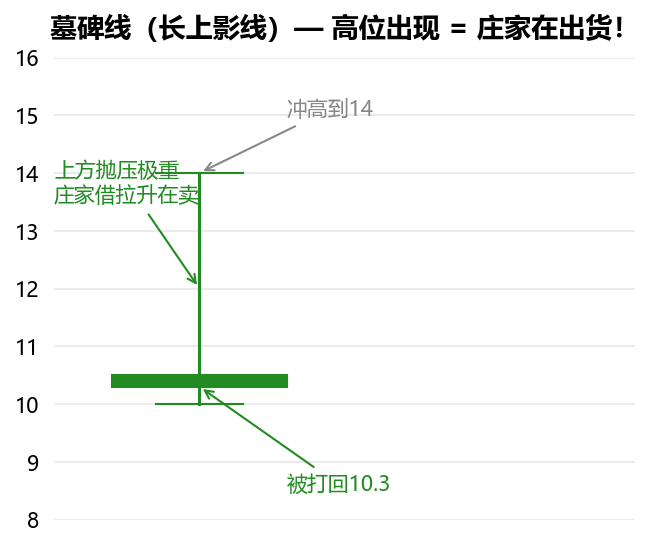 墓碑线（长上影线）— 高位出现 = 庄家在出货！
16
15
14
13
12
11
10
9
8
冲高到14
上方抛压极重
庄家借拉升在卖
被打回10.3